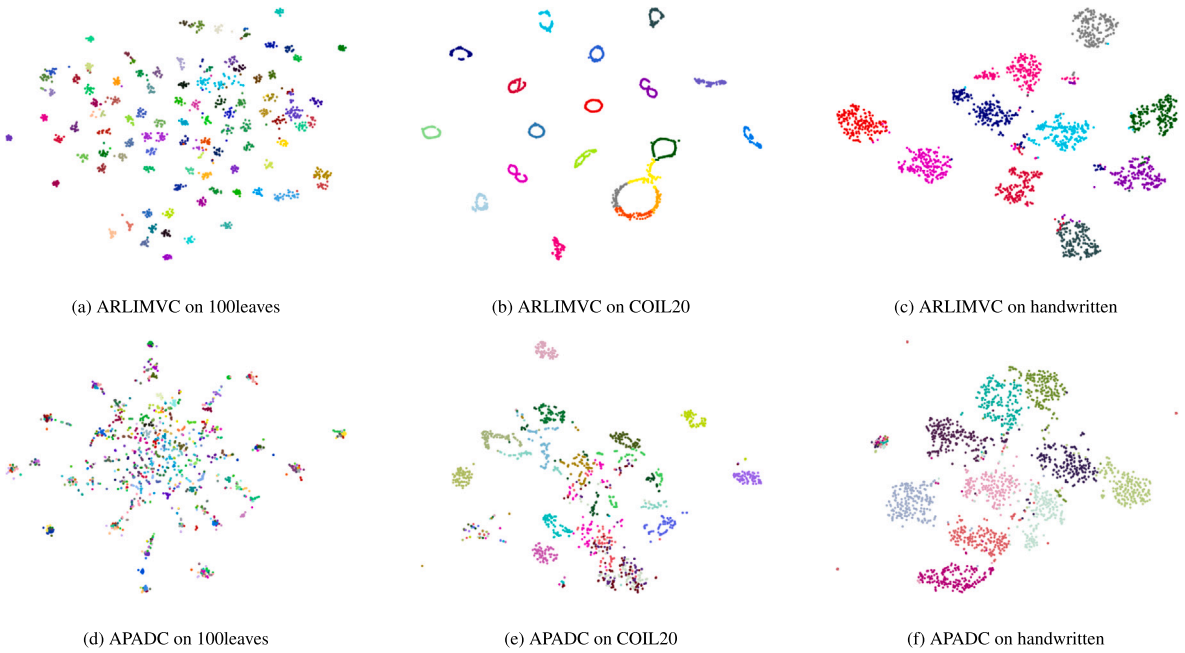 (a) ARLIMVC on 100leaves
(b) ARLIMVC on COIL20
(c) ARLIMVC on handwritten
(d) APADC on 100leaves
(e) APADC on COIL20
(f) APADC on handwritten